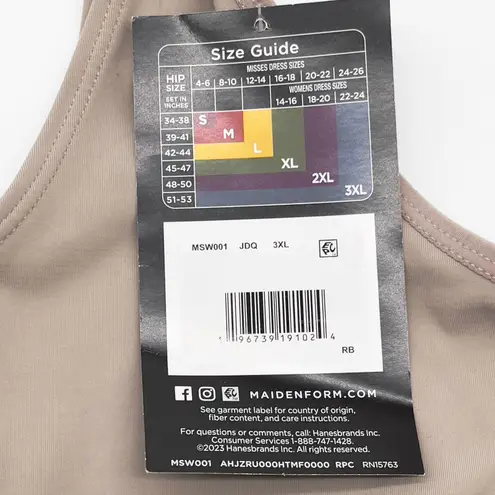 Size Guide
MISSES DRESS SIZES
HIP SIZE SET IN INCHES 4-6 8-10 12-14 16-18 20-22 24-26
WOMENS DRESS SIZES
14-16 18-20 22-24
34-38 S
39-41 M
42-44 L
45-47 XL
48-50 2XL
51-53 3XL
MSW001 JDQ 3XL
1 96739 19102 4
RB
MAIDENFORM.COM
See garment label for country of origin,
fiber content, and care instructions.
For questions or comments, call: Hanesbrands Inc.
Consumer Services 1-888-747-1428.
©2023 Hanesbrands Inc. All rights reserved.
MSW001 AHJZRU000HTMF0000 RPC RN15763